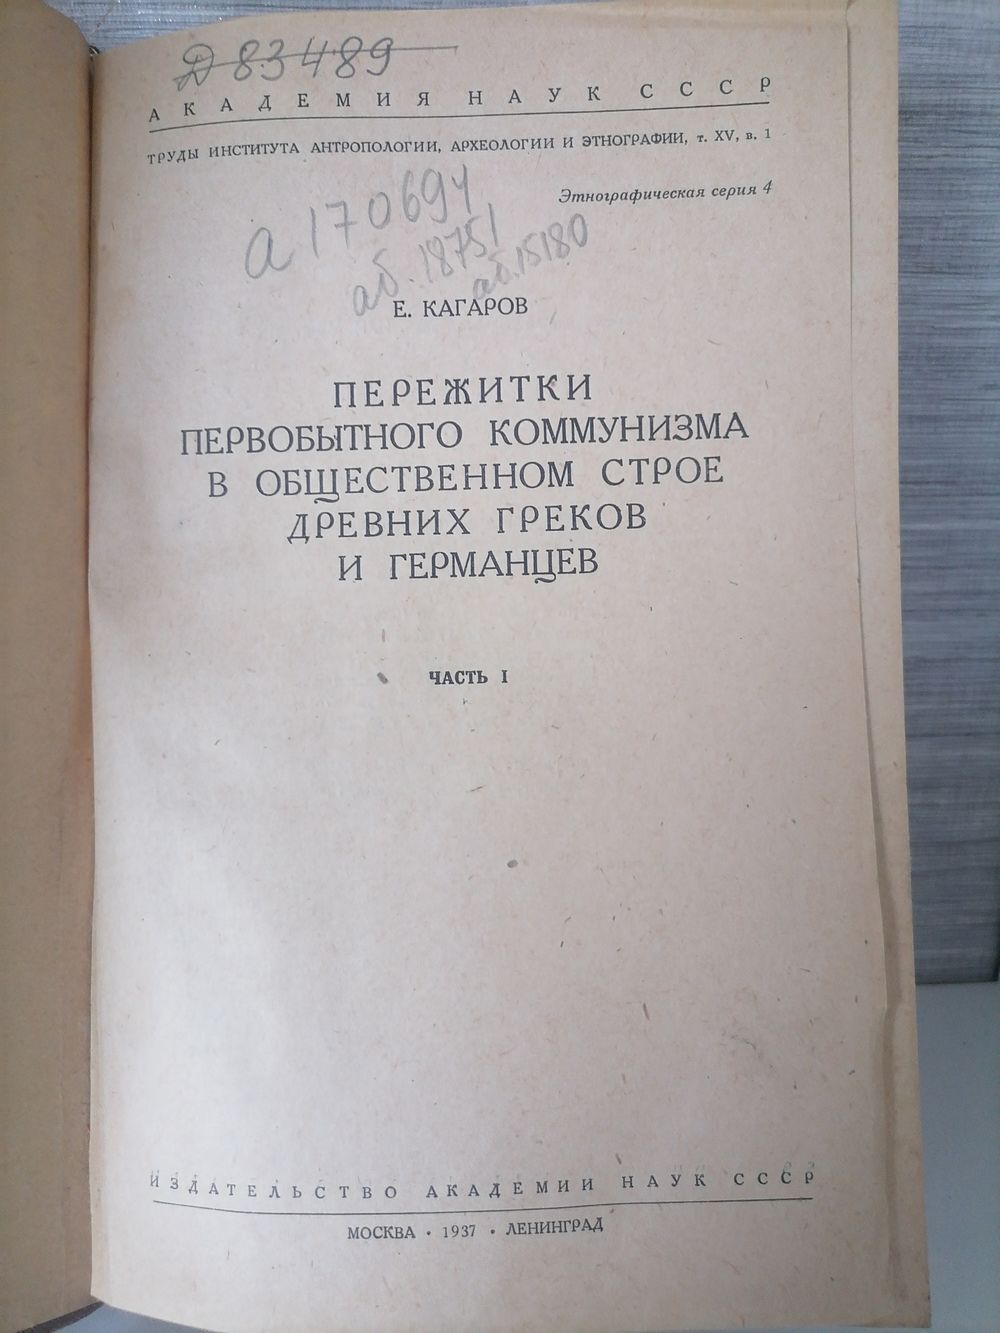 Д 83489
АКАДЕМИЯ НАУК СССР
ТРУДЫ ИНСТИТУТА АНТРОПОЛОГИИ, АРХЕОЛОГИИ И ЭТНОГРАФИИ, т. XV, в. 1
Этнографическая серия 4
а 170694
аб. 18751
аб. 15180
Е. КАГАРОВ
ПЕРЕЖИТКИ
ПЕРВОБЫТНОГО КОММУНИЗМА
В ОБЩЕСТВЕННОМ СТРОЕ
ДРЕВНИХ ГРЕКОВ
И ГЕРМАНЦЕВ
ЧАСТЬ I
ИЗДАТЕЛЬСТВО АКАДЕМИИ НАУК СССР
МОСКВА • 1937 • ЛЕНИНГРАД